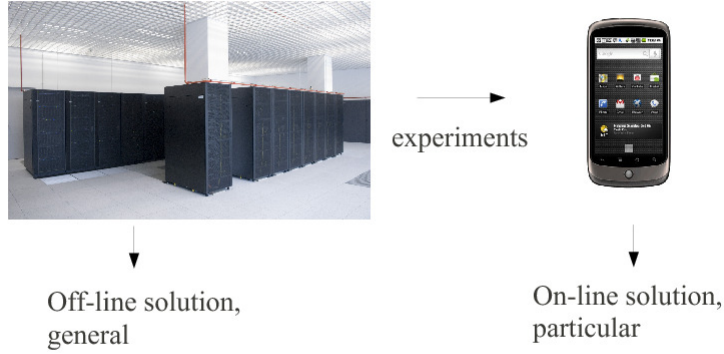 experiments
Off-line solution,
general
On-line solution,
particular